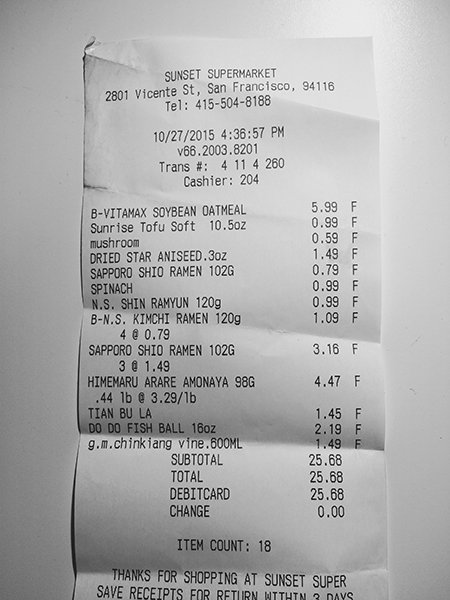 SUNSET SUPERMARKET
2801 Vicente St, San Francisco, 94116
Tel: 415-504-8188
10/27/2015 4:36:57 PM
v66.2003.8201
Trans #: 4 11 4 260
Cashier: 204
B-VITAMAX SOYBEAN OATMEAL 5.99 F
Sunrise Tofu Soft 10.5oz 0.99 F
mushroom 0.59 F
DRIED STAR ANISEED.3oz 1.49 F
SAPPORO SHIO RAMEN 102G 0.79 F
SPINACH 0.99 F
N.S. SHIN RAMYUN 120g 0.99 F
B-N.S. KIMCHI RAMEN 120g 1.09 F
4 @ 0.79
SAPPORO SHIO RAMEN 102G 3.16 F
3 @ 1.49
HIMEMARU ARARE AMONAYA 98G 4.47 F
.44 lb @ 3.29/lb
TIAN BU LA 1.45 F
DO DO FISH BALL 16oz 2.19 F
g.m.chinkiang vine.600ML 1.49 F
SUBTOTAL 25.68
TOTAL 25.68
DEBITCARD 25.68
CHANGE 0.00
ITEM COUNT: 18
THANKS FOR SHOPPING AT SUNSET SUPER
SAVE RECEIPTS FOR RETURN WITHIN 3 DAYS